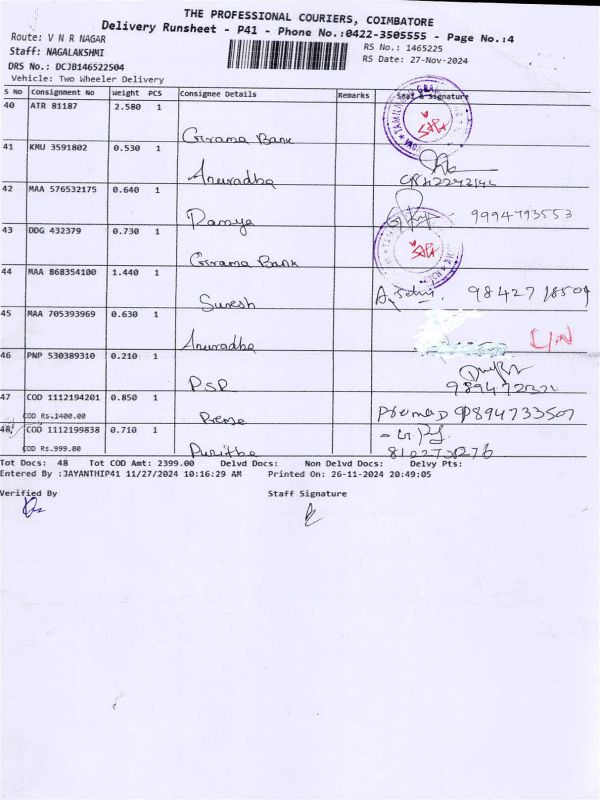 THE PROFESSIONAL COURIERS, COIMBATORE
Delivery Runsheet - P41 - Phone No.:0422-3505555 - Page No.:4
Route: V N R NAGAR
RS No.: 1465225
Staff: NAGALAKSHMI
RS Date: 27-Nov-2024
DRS No.: DCJB146522504
Vehicle: Two Wheeler Delivery
S No Consignment No Weight PCS Consignee Details Remarks Seal & Signature
40 ATR 81187 2.580 1
Grama Bank
41 KMU 3591802 0.530 1
Anuradha
42 MAA 576532175 0.640 1
Ramya 9994793553
43 DDG 432379 0.730 1
Grama Bank
44 MAA 868354100 1.440 1
Suresh
45 MAA 705393969 0.630 1
Anuradha
46 PNP 530389310 0.210 1
PSR
47 COD 1112194201 0.850 1
COD Rs.1400.00
48 COD 1112199838 0.710 1
COD Rs.999.00
Tot Docs: 48 Tot COD Amt: 2399.00 Delvd Docs: Non Delvd Docs: Delvy Pts:
Entered By :JAYANTHIP41 11/27/2024 10:16:29 AM Printed On: 26-11-2024 20:49:05
Verified By Staff Signature